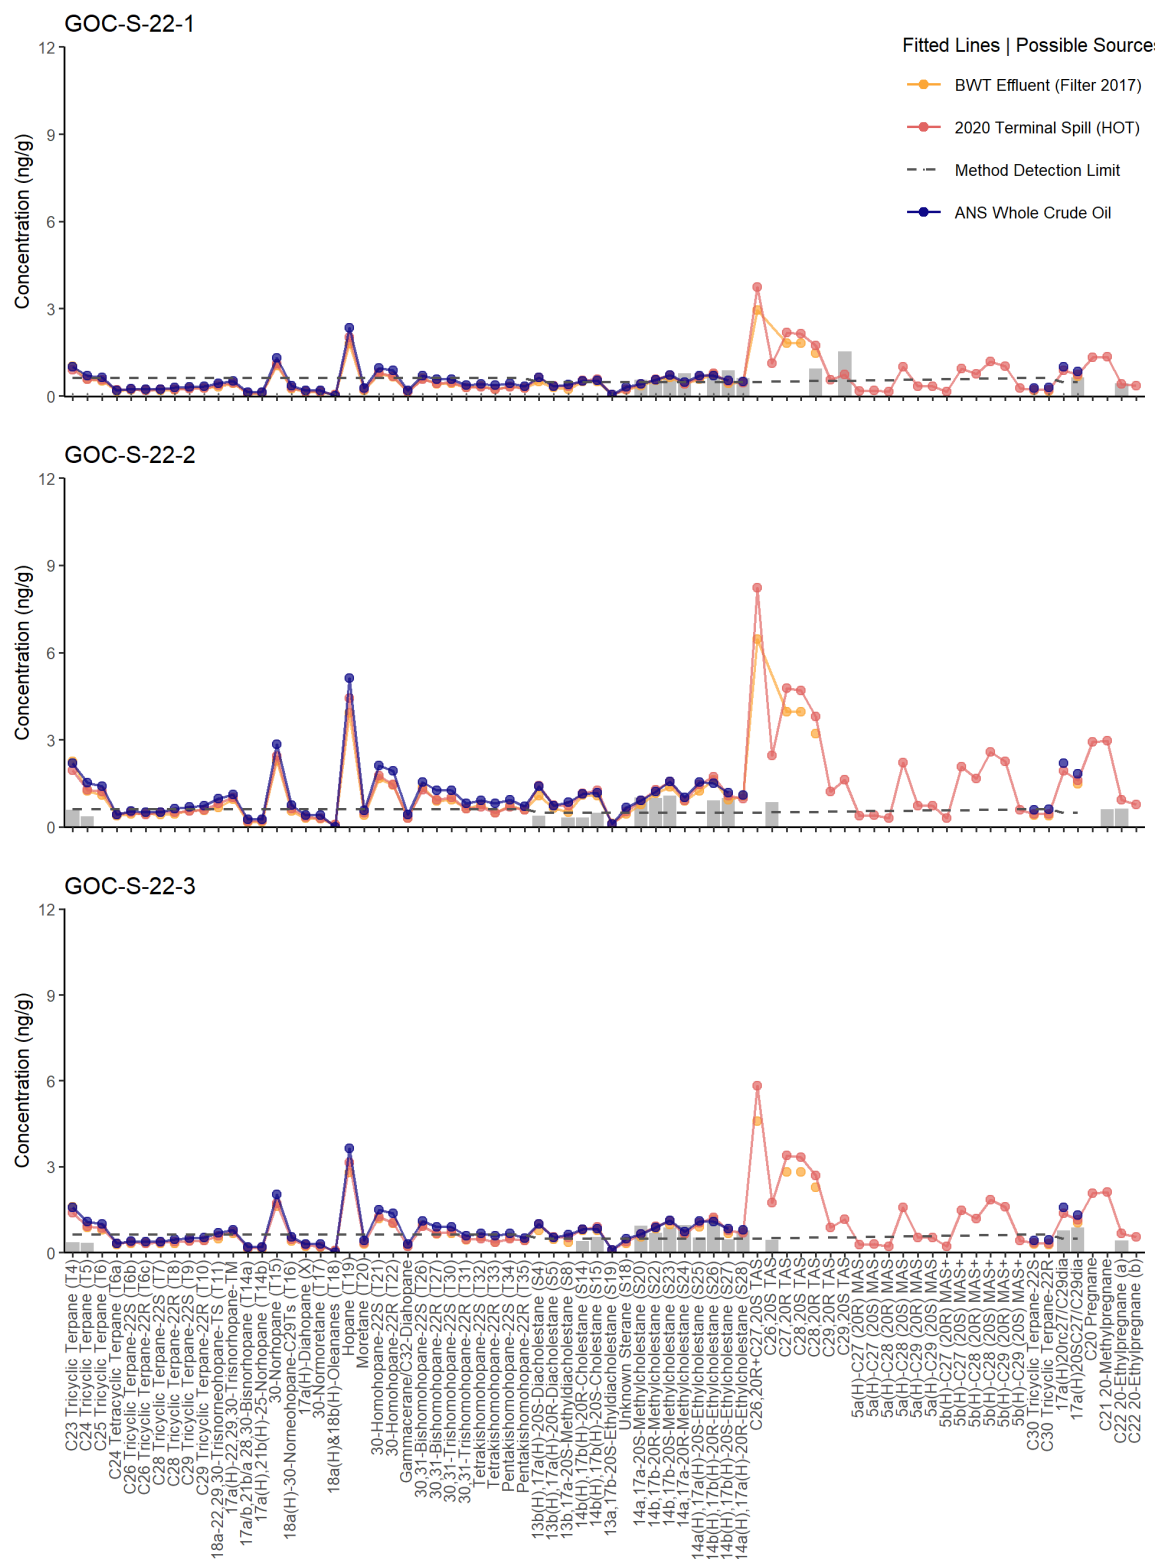 GOC-S-22-1
Fitted Lines | Possible Sources
BWT Effluent (Filter 2017)
2020 Terminal Spill (HOT)
Method Detection Limit
ANS Whole Crude Oil
Concentration (ng/g)
12
9
6
3
0
GOC-S-22-2
Concentration (ng/g)
12
9
6
3
0
GOC-S-22-3
Concentration (ng/g)
12
9
6
3
0
C23 Tricyclic Terpane (T4)
C24 Tricyclic Terpane (T5)
C25 Tricyclic Terpane (T6)
C24 Tetracyclic Terpane (T6a)
C26 Tricyclic Terpane-22S (T6b)
C26 Tricyclic Terpane-22R (T6c)
C28 Tricyclic Terpane-22S (T7)
C28 Tricyclic Terpane-22R (T8)
C29 Tricyclic Terpane-22S (T9)
C29 Tricyclic Terpane-22R (T10)
18a-22,29,30-Trisnorneohopane-TS (T11)
17a(H)-22,29,30-Trisnorhopane-TM
17a/b,21b/a 28,30-Bisnorhopane (T14a)
17a(H),21b(H)-25-Norhopane (T14b)
30-Norhopane (T15)
18a(H)-30-Norneohopane-C29Ts (T16)
17a(H)-Diahopane (X)
30-Normoretane (T17)
18a(H)&18b(H)-Oleananes (T18)
Hopane (T19)
Moretane (T20)
30-Homohopane-22S (T21)
30-Homohopane-22R (T22)
Gammacerane/C32-Diahopane
30,31-Bishomohopane-22S (T26)
30,31-Bishomohopane-22R (T27)
30,31-Trishomohopane-22S (T30)
30,31-Trishomohopane-22R (T31)
Tetrakishomohopane-22S (T32)
Tetrakishomohopane-22R (T33)
Pentakishomohopane-22S (T34)
Pentakishomohopane-22R (T35)
13b(H),17a(H)-20S-Diacholestane (S4)
13b(H),17a(H)-20R-Diacholestane (S5)
13b,17a-20S-Methyldiacholestane (S8)
14b(H),17b(H)-20R-Cholestane (S14)
14b(H),17b(H)-20S-Cholestane (S15)
13a,17b-20S-Ethyldiacholestane (S19)
Unknown Sterane (S18)
14a,17a-20S-Methylcholestane (S20)
14b,17b-20R-Methylcholestane (S22)
14b,17b-20S-Methylcholestane (S23)
14a,17a-20R-Methylcholestane (S24)
14a(H),17a(H)-20S-Ethylcholestane (S25)
14b(H),17b(H)-20R-Ethylcholestane (S26)
14b(H),17b(H)-20S-Ethylcholestane (S27)
14a(H),17a(H)-20R-Ethylcholestane (S28)
C26,20R+C27,20S TAS
C26,20S TAS
C27,20R TAS
C28,20S TAS
C28,20R TAS
C29,20R TAS
C29,20S TAS
5a(H)-C27 (20R) MAS
5a(H)-C27 (20S) MAS
5a(H)-C28 (20R) MAS
5a(H)-C28 (20S) MAS
5a(H)-C29 (20R) MAS
5a(H)-C29 (20S) MAS
5b(H)-C27 (20R) MAS+
5b(H)-C27 (20S) MAS+
5b(H)-C28 (20R) MAS+
5b(H)-C28 (20S) MAS+
5b(H)-C29 (20R) MAS+
5b(H)-C29 (20S) MAS+
C30 Tricyclic Terpane-22S
C30 Tricyclic Terpane-22R
17a(H)20rc27/C29dia
17a(H)20SC27/C29dia
C20 Pregnane
C21 20-Methylpregnane
C22 20-Ethylpregnane (a)
C22 20-Ethylpregnane (b)